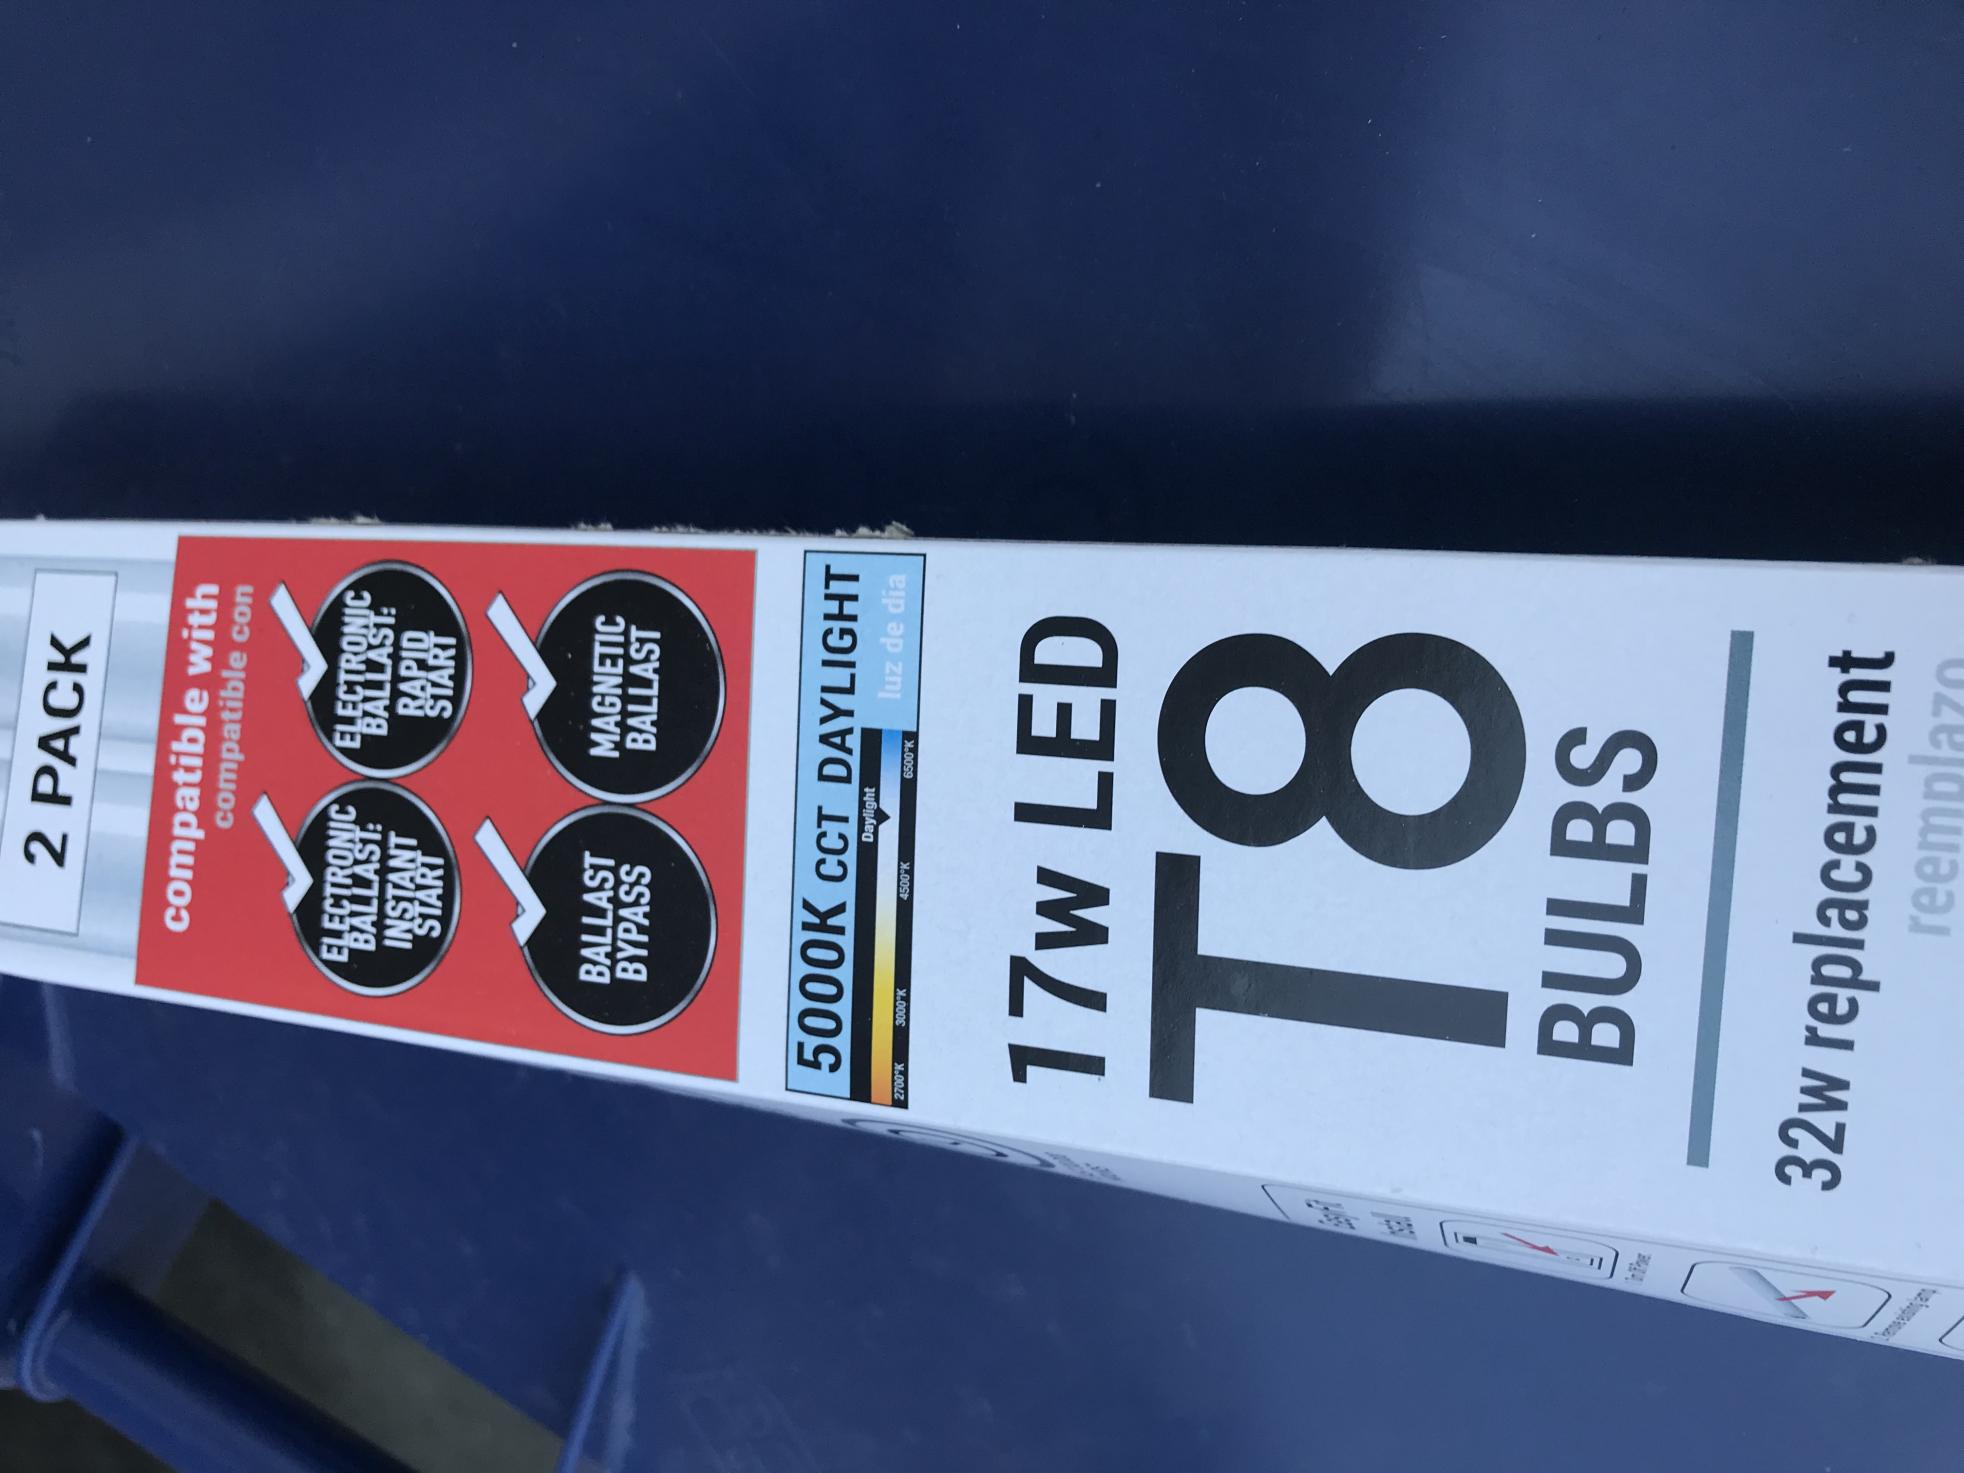 2 PACK
compatible with
compatible con
ELECTRONIC
BALLAST:
INSTANT
START
ELECTRONIC
BALLAST:
RAPID
START
BALLAST
BYPASS
MAGNETIC
BALLAST
5000K CCT DAYLIGHT
luz de día
Daylight
2700°K 3000°K 4500°K 6500°K
17w LED
T8
BULBS
32w replacement
reemplazo